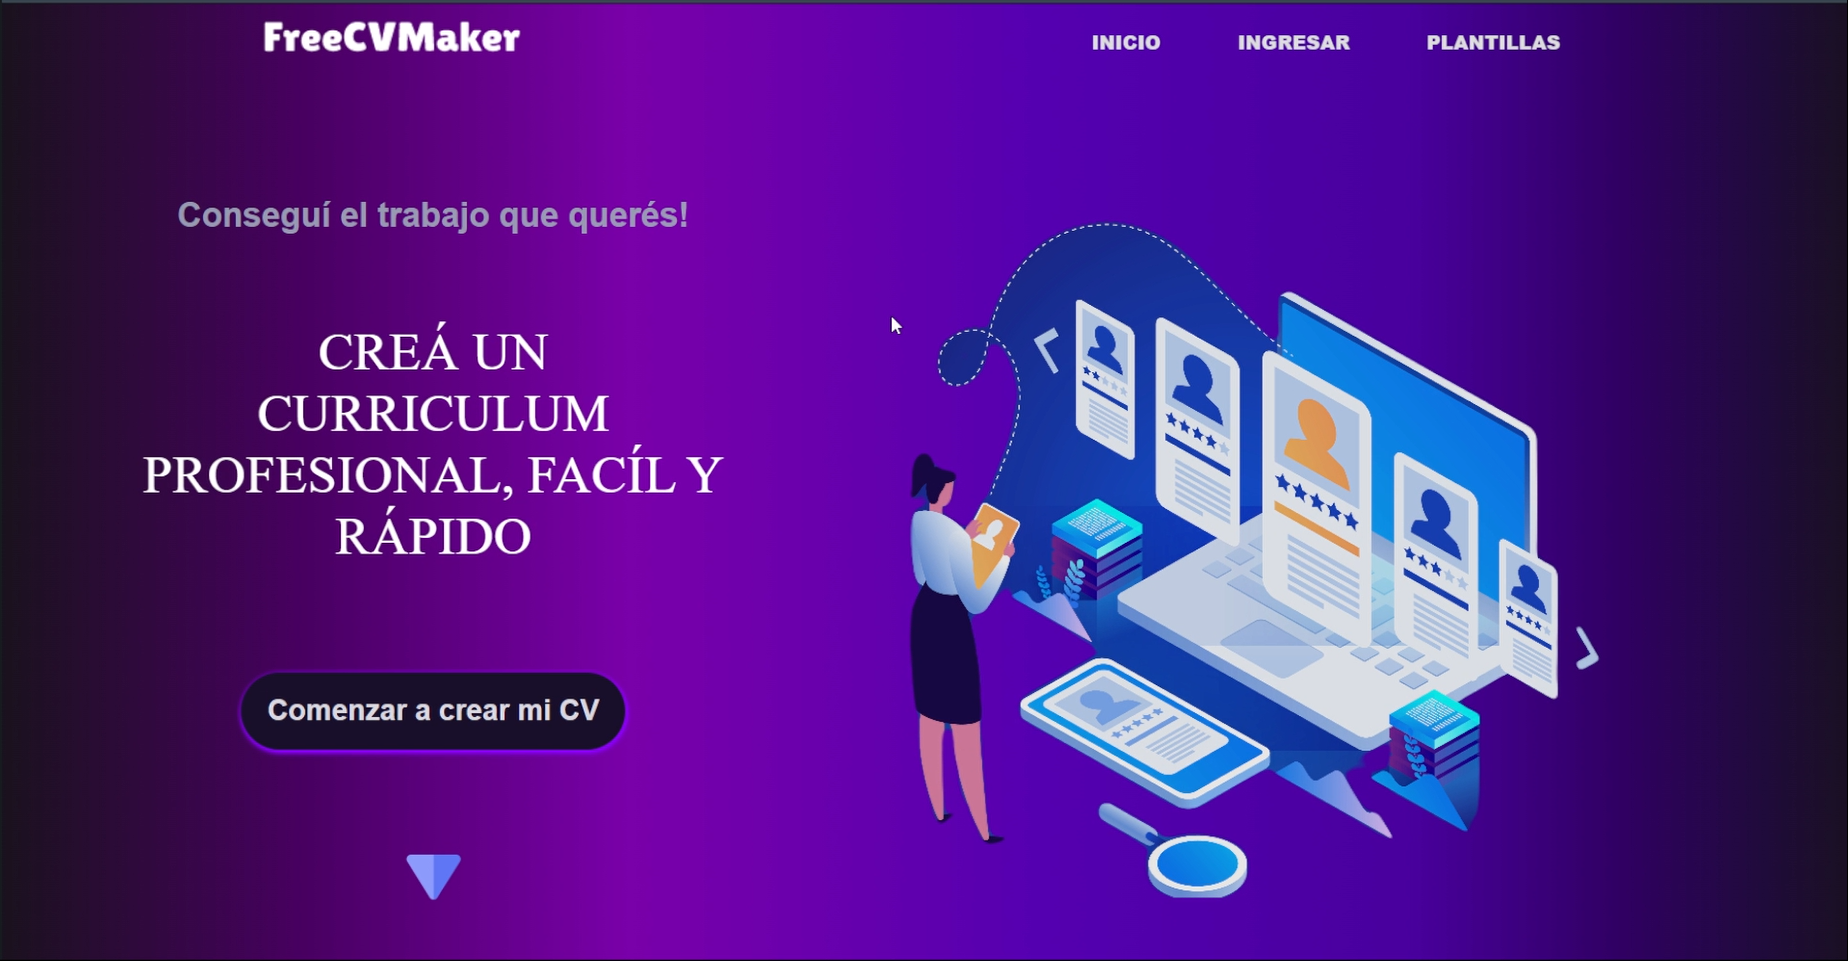 FreeCVMaker
INICIO INGRESAR PLANTILLAS
Conseguí el trabajo que querés!
CREÁ UN
CURRICULUM
PROFESIONAL, FACÍL Y
RÁPIDO
Comenzar a crear mi CV